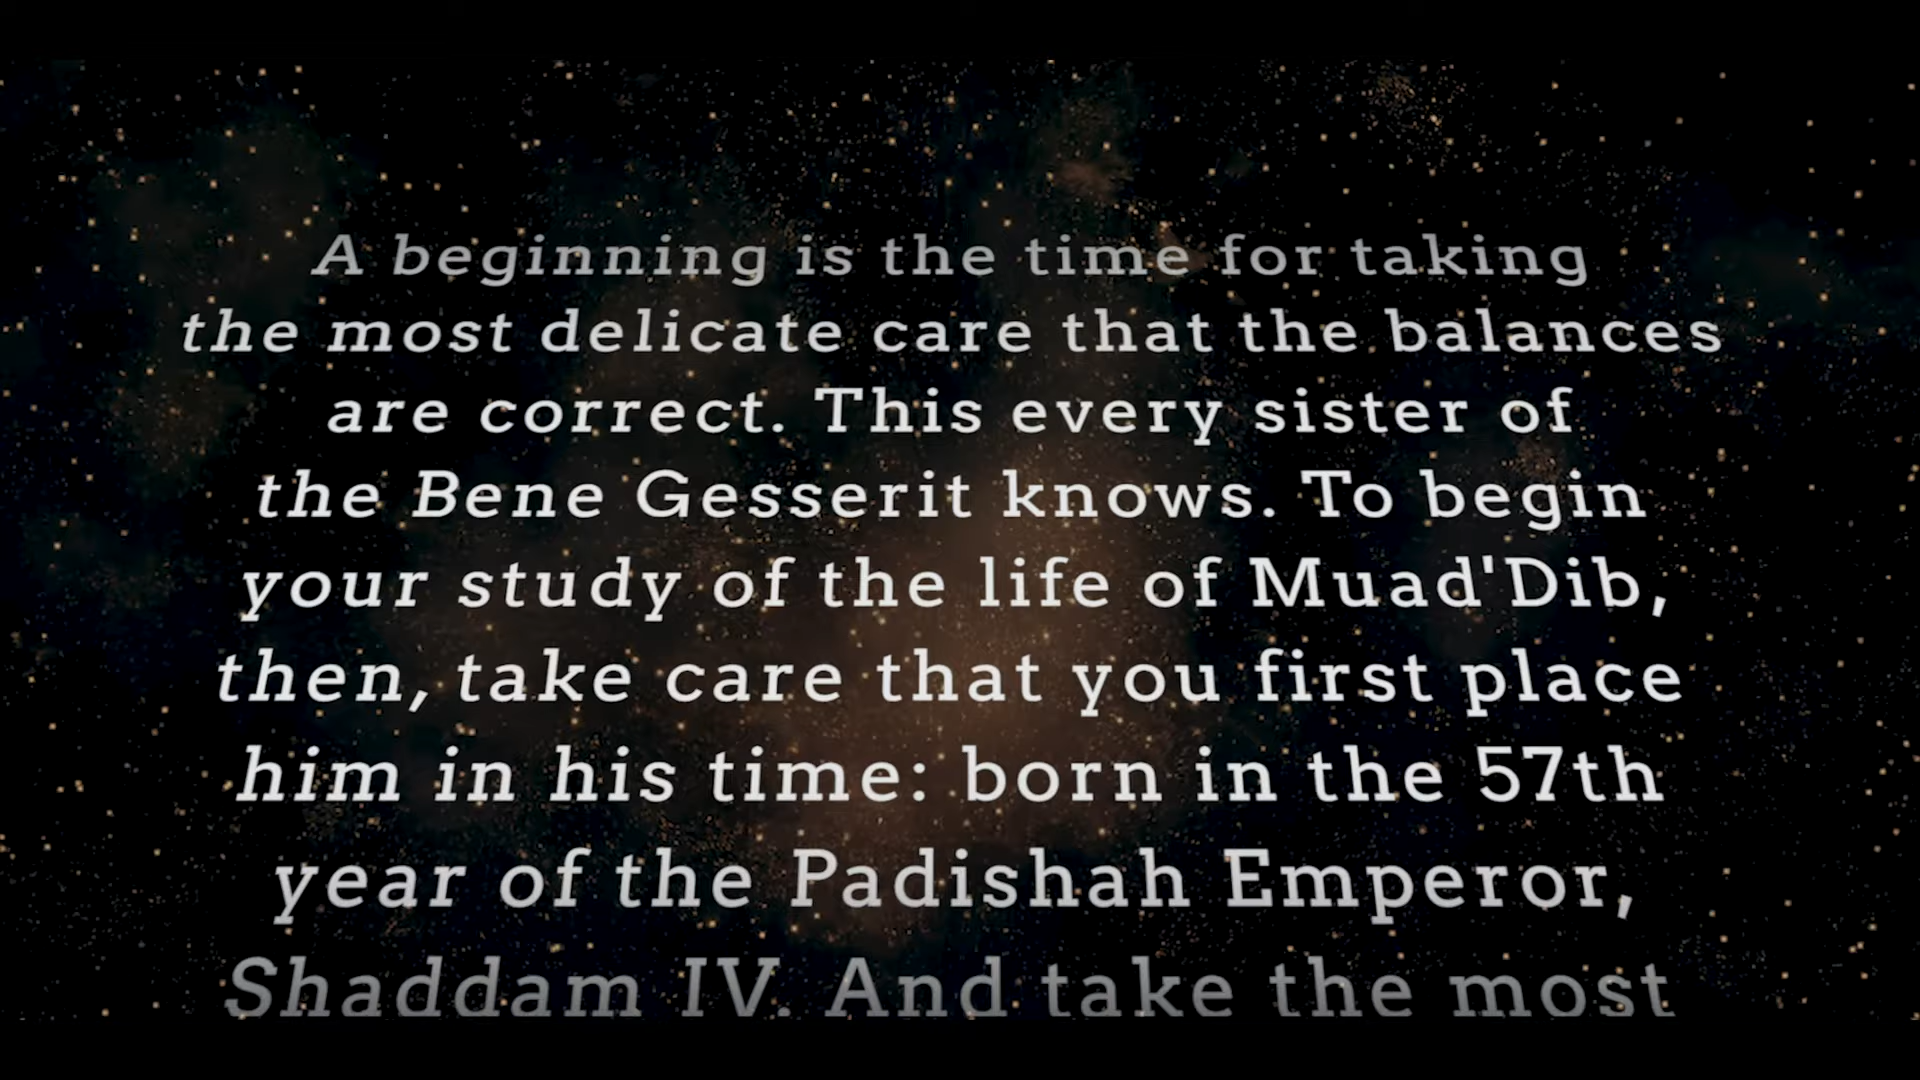 A beginning is the time for taking
the most delicate care that the balances
are correct. This every sister of
the Bene Gesserit knows. To begin
your study of the life of Muad'Dib,
then, take care that you first place
him in his time: born in the 57th
year of the Padishah Emperor,
Shaddam IV. And take the most